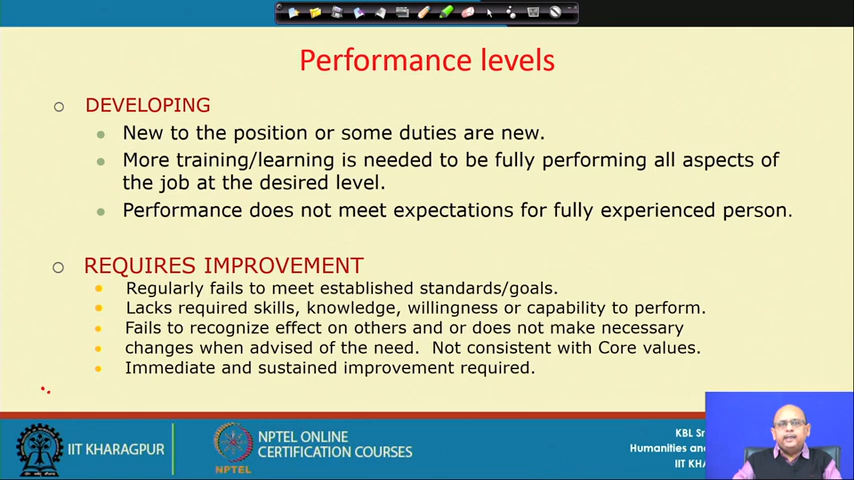 Performance levels
DEVELOPING
New to the position or some duties are new.
More training/learning is needed to be fully performing all aspects of
the job at the desired level.
Performance does not meet expectations for fully experienced person.
REQUIRES IMPROVEMENT
Regularly fails to meet established standards/goals.
Lacks required skills, knowledge, willingness or capability to perform.
Fails to recognize effect on others and or does not make necessary
changes when advised of the need. Not consistent with Core values.
Immediate and sustained improvement required.
IIT KHARAGPUR
NPTEL
NPTEL ONLINE
CERTIFICATION COURSES
KBL
Humanities and
IIT